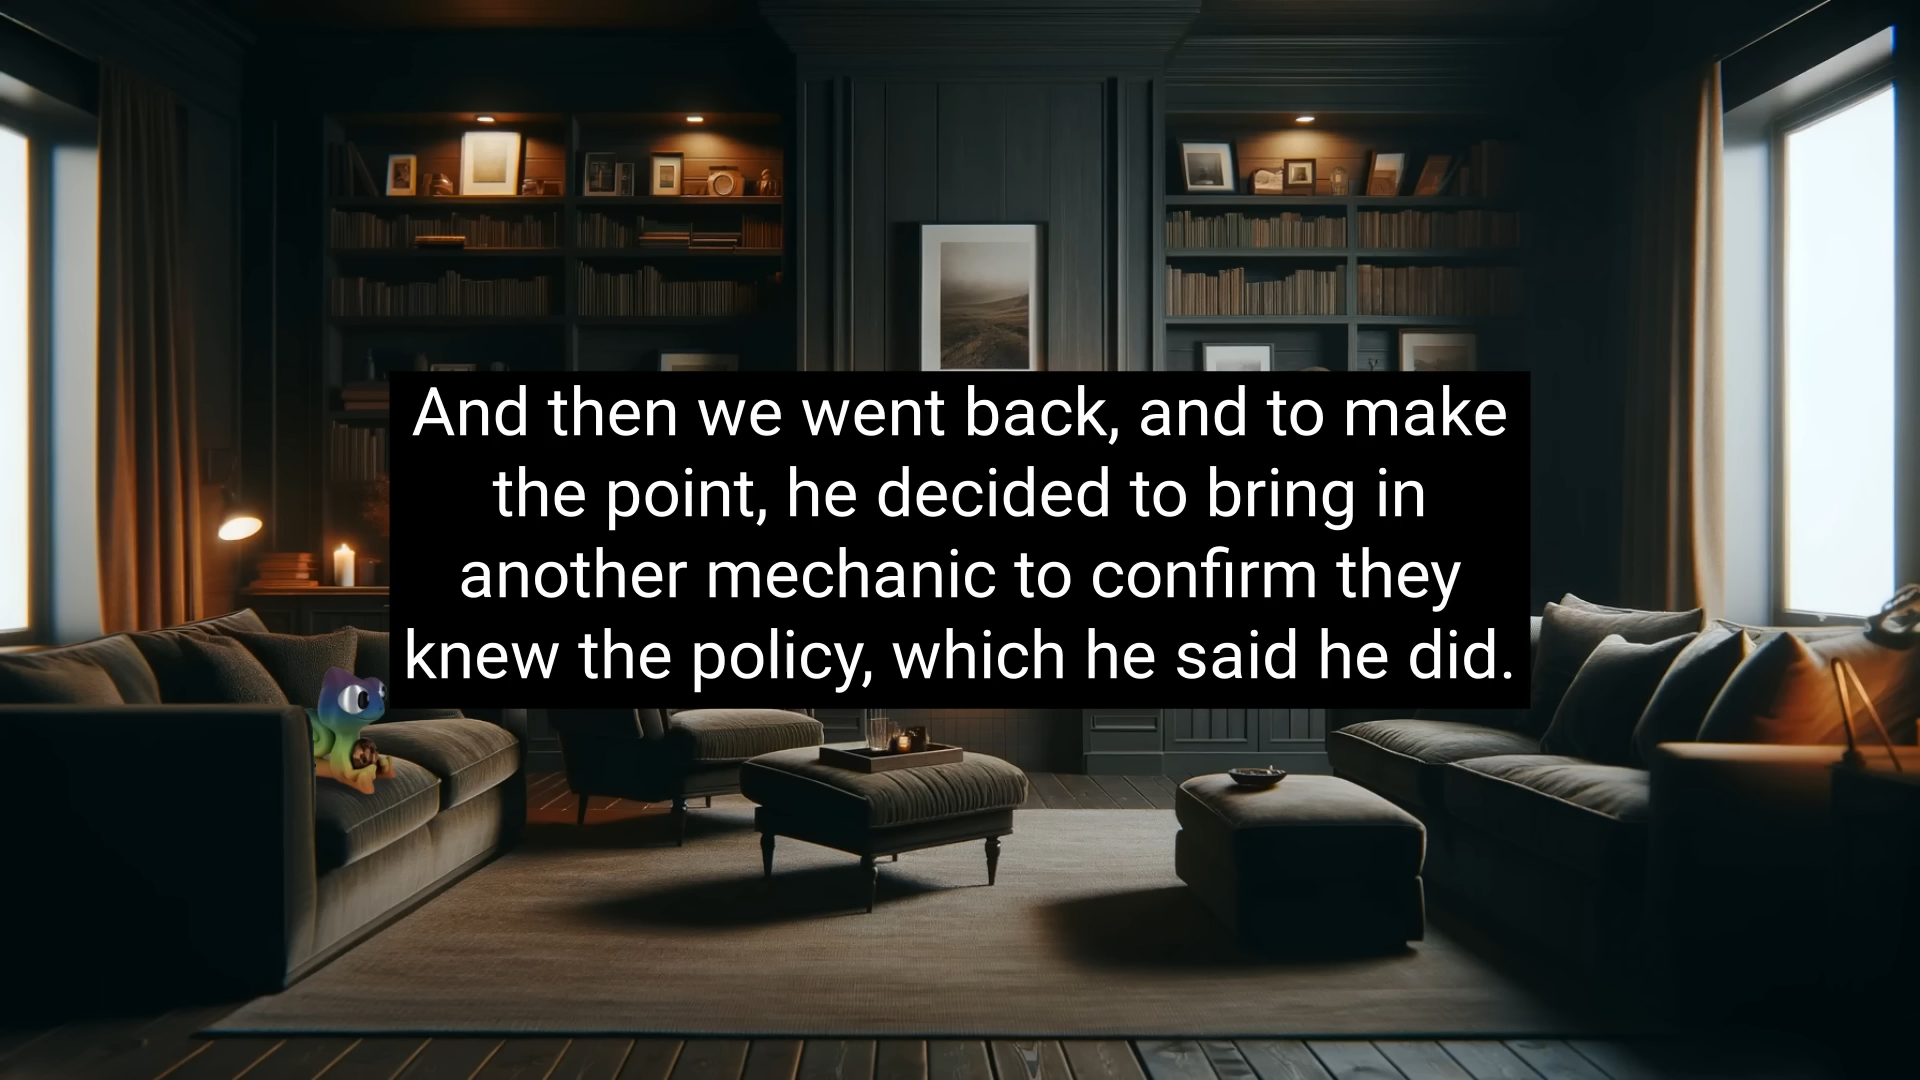 And then we went back, and to make
the point, he decided to bring in
another mechanic to confirm they
knew the policy, which he said he did.